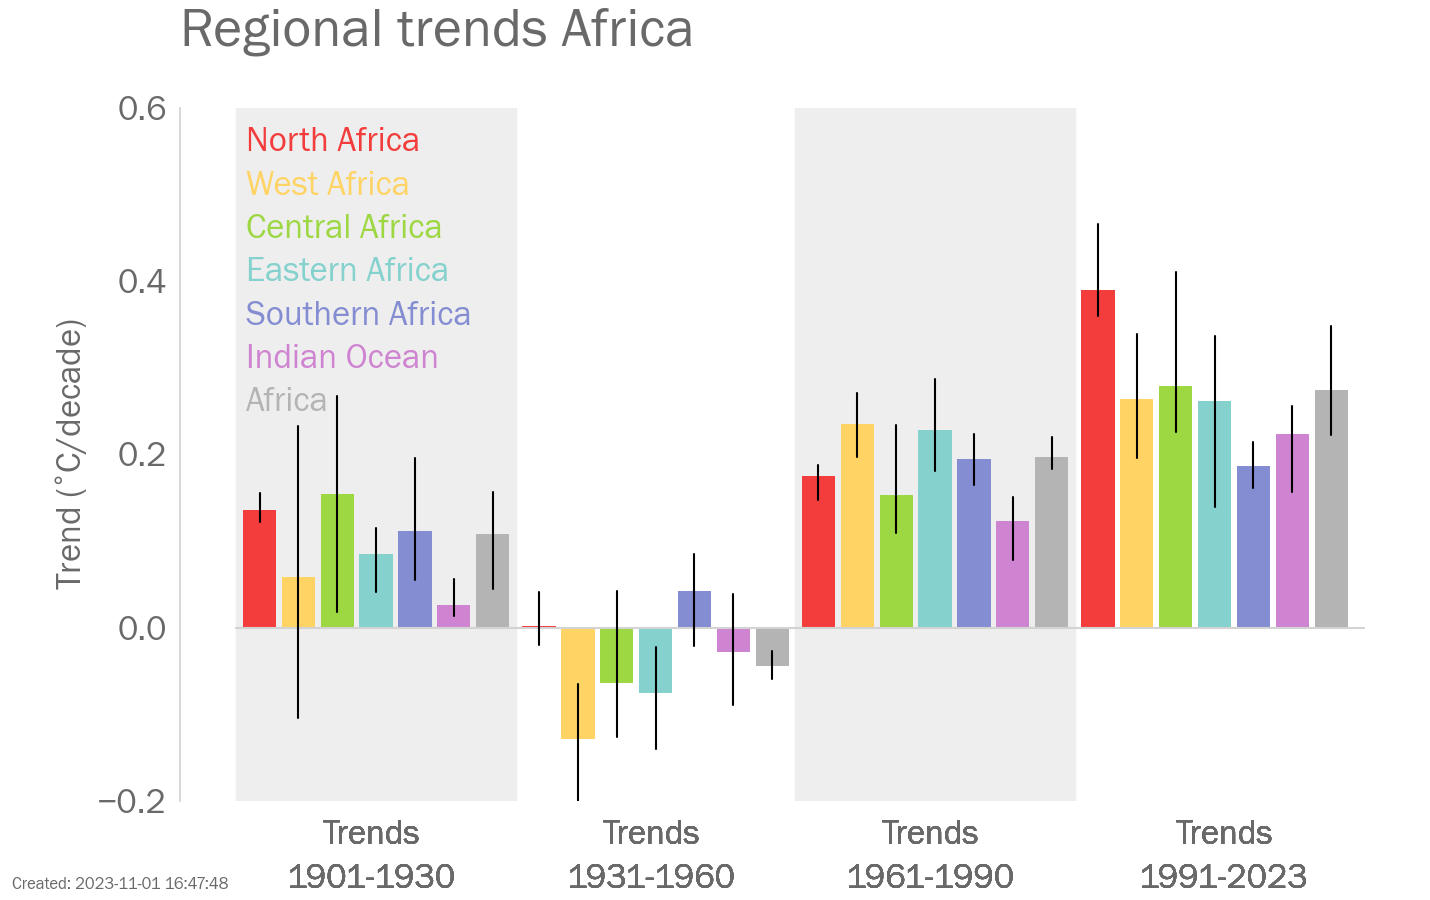 Regional trends Africa
0.6
North Africa
West Africa
Central Africa
Eastern Africa
Southern Africa
Indian Ocean
Africa
0.4
0.2
0.0
−0.2
Trend (˚C/decade)
Trends
1901-1930
Trends
1931-1960
Trends
1961-1990
Trends
1991-2023
Created: 2023-11-01 16:47:48